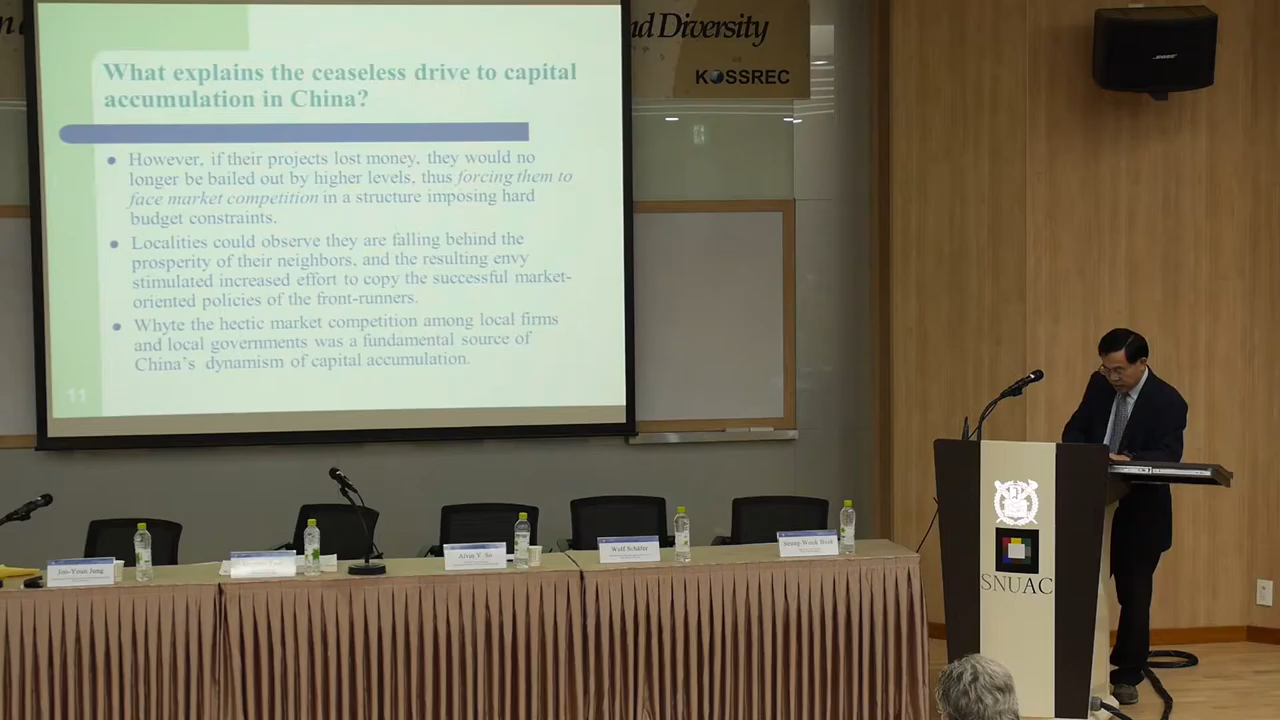 nd Diversity
KOSSREC
BOSE
What explains the ceaseless drive to capital
accumulation in China?
However, if their projects lost money, they would no
longer be bailed out by higher levels, thus forcing them to
face market competition in a structure imposing hard
budget constraints.
Localities could observe they are falling behind the
prosperity of their neighbors, and the resulting envy
stimulated increased effort to copy the successful market-
oriented policies of the front-runners.
Whyte the hectic market competition among local firms
and local governments was a fundamental source of
China's dynamism of capital accumulation.
11
Alvin Y. So
Wolf Schäfer
SNUAC